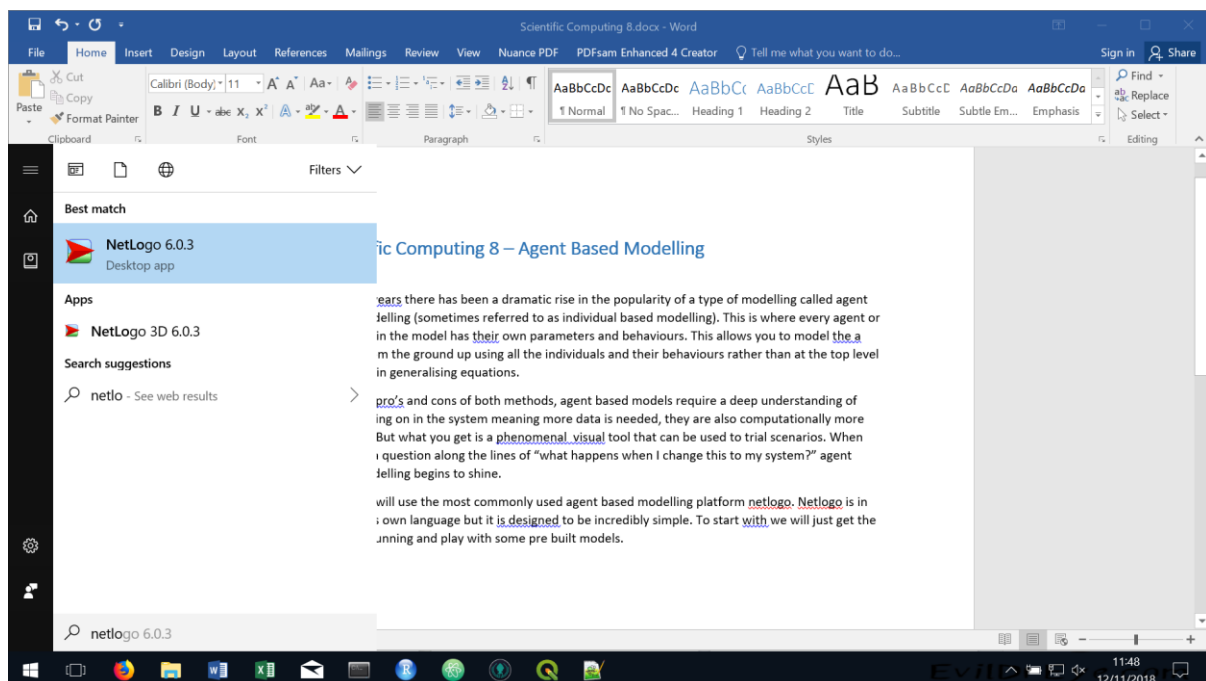 Scientific Computing 8.docx - Word
File Home Insert Design Layout References Mailings Review View Nuance PDF PDFsam Enhanced 4 Creator Tell me what you want to do... Sign in Share
Paste
Cut
Copy
Format Painter
Calibri (Body) 11 A A Aa
B I U abc X₂ X² A ab A
AaBbCcDc AaBbCcDc AaBbCc AaBbCcC AaB AaBbCcC AaBbCcDa AaBbCcDa
¶ Normal ¶ No Spac... Heading 1 Heading 2 Title Subtitle Subtle Em... Emphasis
Find
Replace
Select
Clipboard Font Paragraph Styles Editing
Filters
Best match
NetLogo 6.0.3
Desktop app
Apps
NetLogo 3D 6.0.3
Search suggestions
netlo - See web results
netlogo 6.0.3
fic Computing 8 – Agent Based Modelling
ears there has been a dramatic rise in the popularity of a type of modelling called agent
delling (sometimes referred to as individual based modelling). This is where every agent or
in the model has their own parameters and behaviours. This allows you to model the a
m the ground up using all the individuals and their behaviours rather than at the top level
in generalising equations.
pro's and cons of both methods, agent based models require a deep understanding of
ing on in the system meaning more data is needed, they are also computationally more
But what you get is a phenomenal visual tool that can be used to trial scenarios. When
question along the lines of "what happens when I change this to my system?" agent
delling begins to shine.
will use the most commonly used agent based modelling platform netlogo. Netlogo is in
s own language but it is designed to be incredibly simple. To start with we will just get the
unning and play with some pre built models.
11:48
12/11/2018